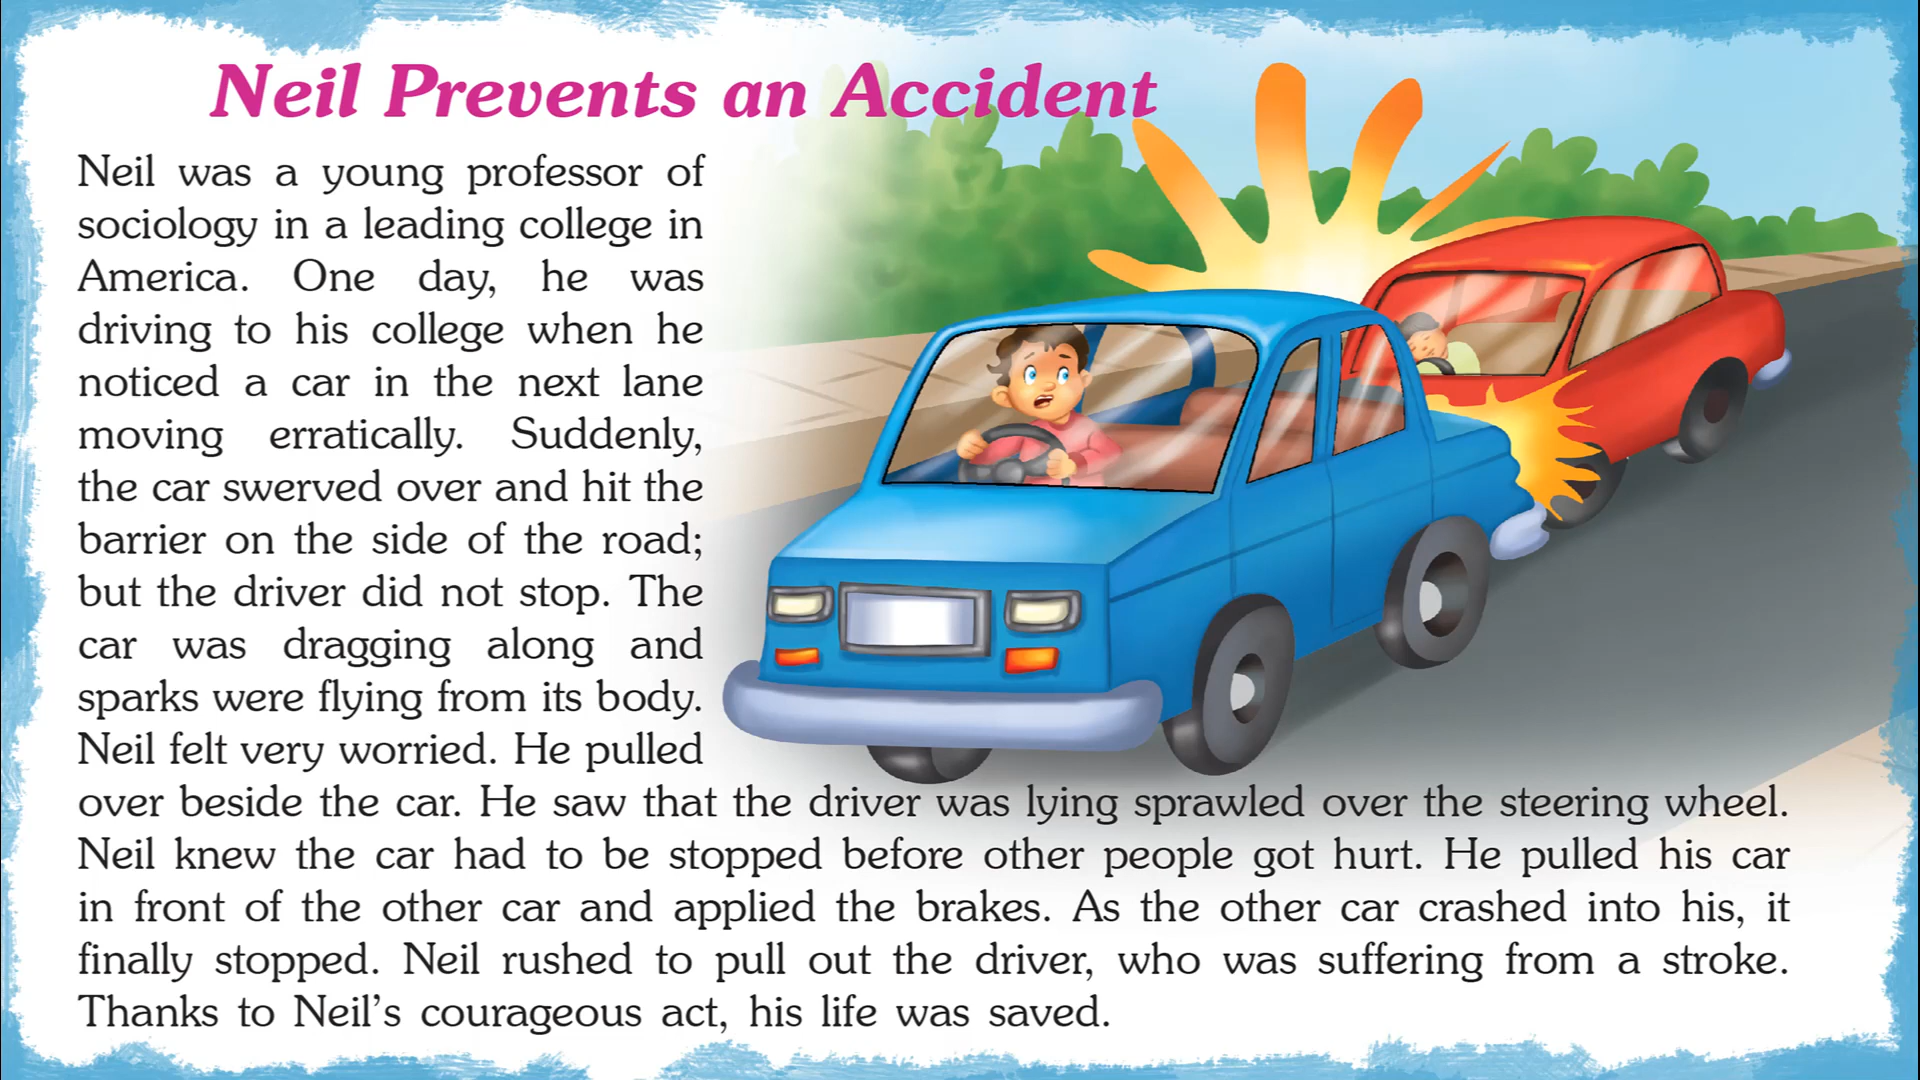 Neil Prevents an Accident
Neil was a young professor of
sociology in a leading college in
America. One day, he was
driving to his college when he
noticed a car in the next lane
moving erratically. Suddenly,
the car swerved over and hit the
barrier on the side of the road;
but the driver did not stop. The
car was dragging along and
sparks were flying from its body.
Neil felt very worried. He pulled
over beside the car. He saw that the driver was lying sprawled over the steering wheel.
Neil knew the car had to be stopped before other people got hurt. He pulled his car
in front of the other car and applied the brakes. As the other car crashed into his, it
finally stopped. Neil rushed to pull out the driver, who was suffering from a stroke.
Thanks to Neil’s courageous act, his life was saved.